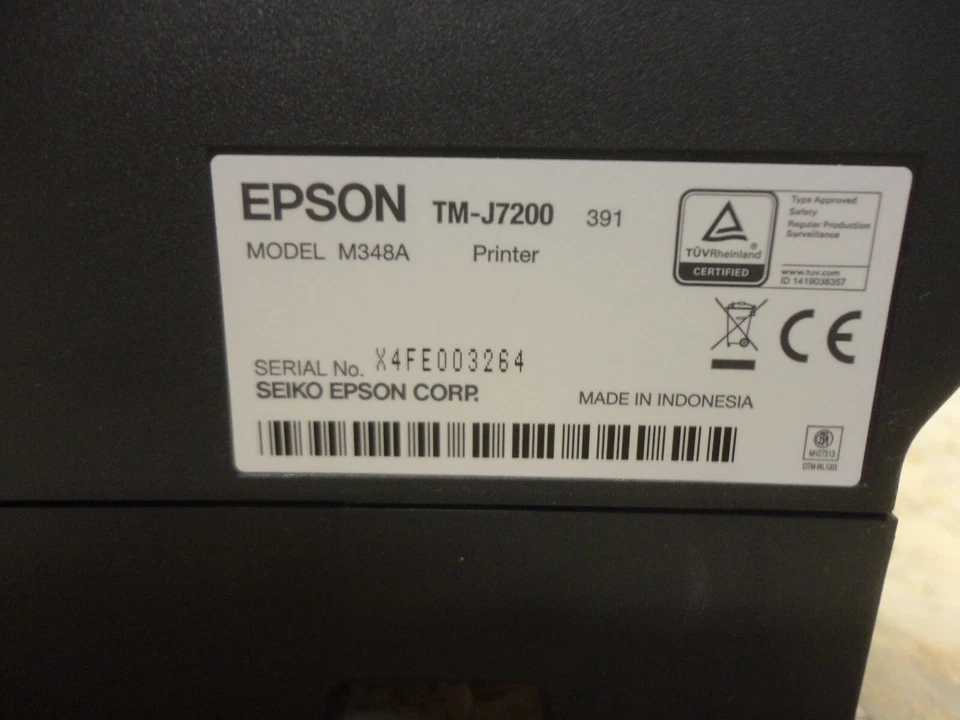 EPSON TM-J7200 391
MODEL M348A Printer
TÜVRheinland®
CERTIFIED
Type Approved
Safety
Regular Production
Surveillance
www.tuv.com
ID 1419038357
CE
SERIAL No. X4FE003264
SEIKO EPSON CORP.
MADE IN INDONESIA